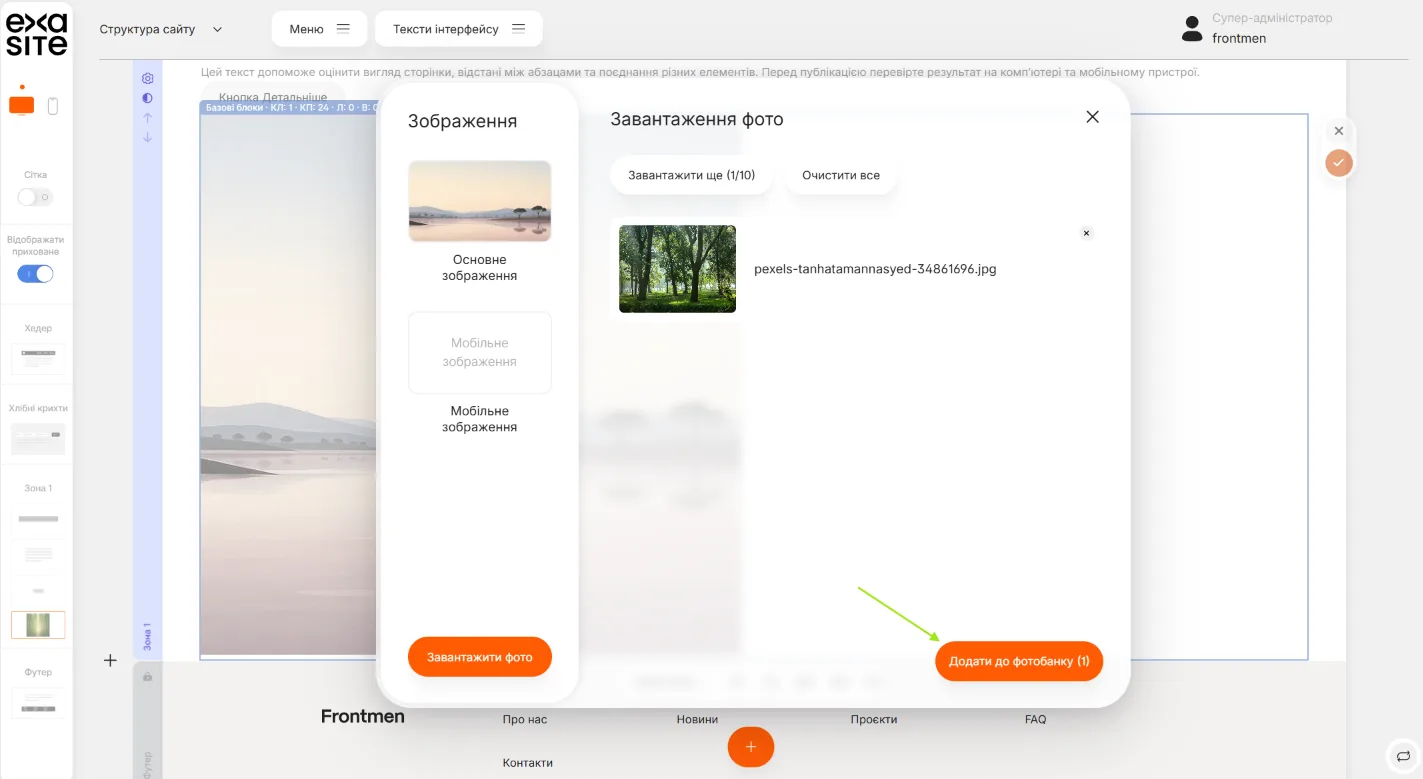 exa
SITE
Структура сайту
Меню
Тексти інтерфейсу
Супер-адміністратор
frontmen
Сітка
Відображати
приховане
Хедер
Хлібні крихти
Зона 1
Футер
Цей текст допоможе оцінити вигляд сторінки, відстані між абзацами та поєднання різних елементів. Перед публікацією перевірте результат на комп'ютері та мобільному пристрої.
Кнопка Детальніше
Базові блоки · КЛ: 1 · КП: 24 · Л: 0 · В: 0
Зона 1
Футер
Зображення
Основне
зображення
Мобільне
зображення
Мобільне
зображення
Завантажити фото
Завантаження фото
Завантажити ще (1/10)
Очистити все
pexels-tanhatamannasyed-34861696.jpg
Додати до фотобанку (1)
Frontmen
Про нас
Новини
Проєкти
FAQ
Контакти